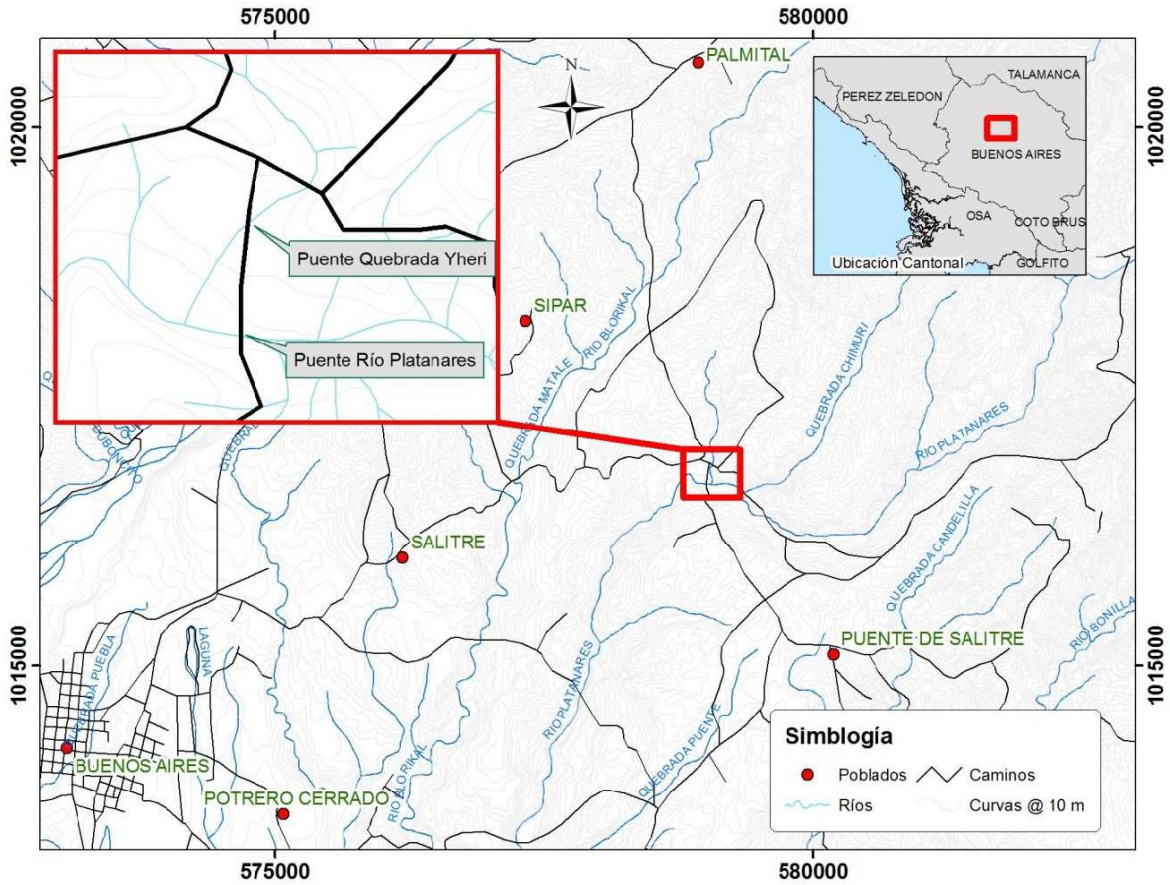 575000
580000
1020000
1020000
PALMITAL
N
TALAMANCA
PEREZ ZELEDON
BUENOS AIRES
OSA
COTO BRUS
GOLFITO
Ubicación Cantonal
Puente Quebrada Yheri
Puente Río Platanares
SIPAR
RIO BLORIKAL
QUEBRADA MATALE
QUEBRADA CHIMURI
RIO PLATANARES
QUEBRADA CANDELILLA
SALITRE
PUENTE DE SALITRE
RIO BONILLA
1015000
1015000
QUEBRADA PUEBLA
LAGUNA
RIO PLATANARES
QUEBRADA PUENTE
BUENOS AIRES
POTRERO CERRADO
RIO BLO RIKAL
Simblogía
Poblados
Caminos
Ríos
Curvas @ 10 m
575000
580000